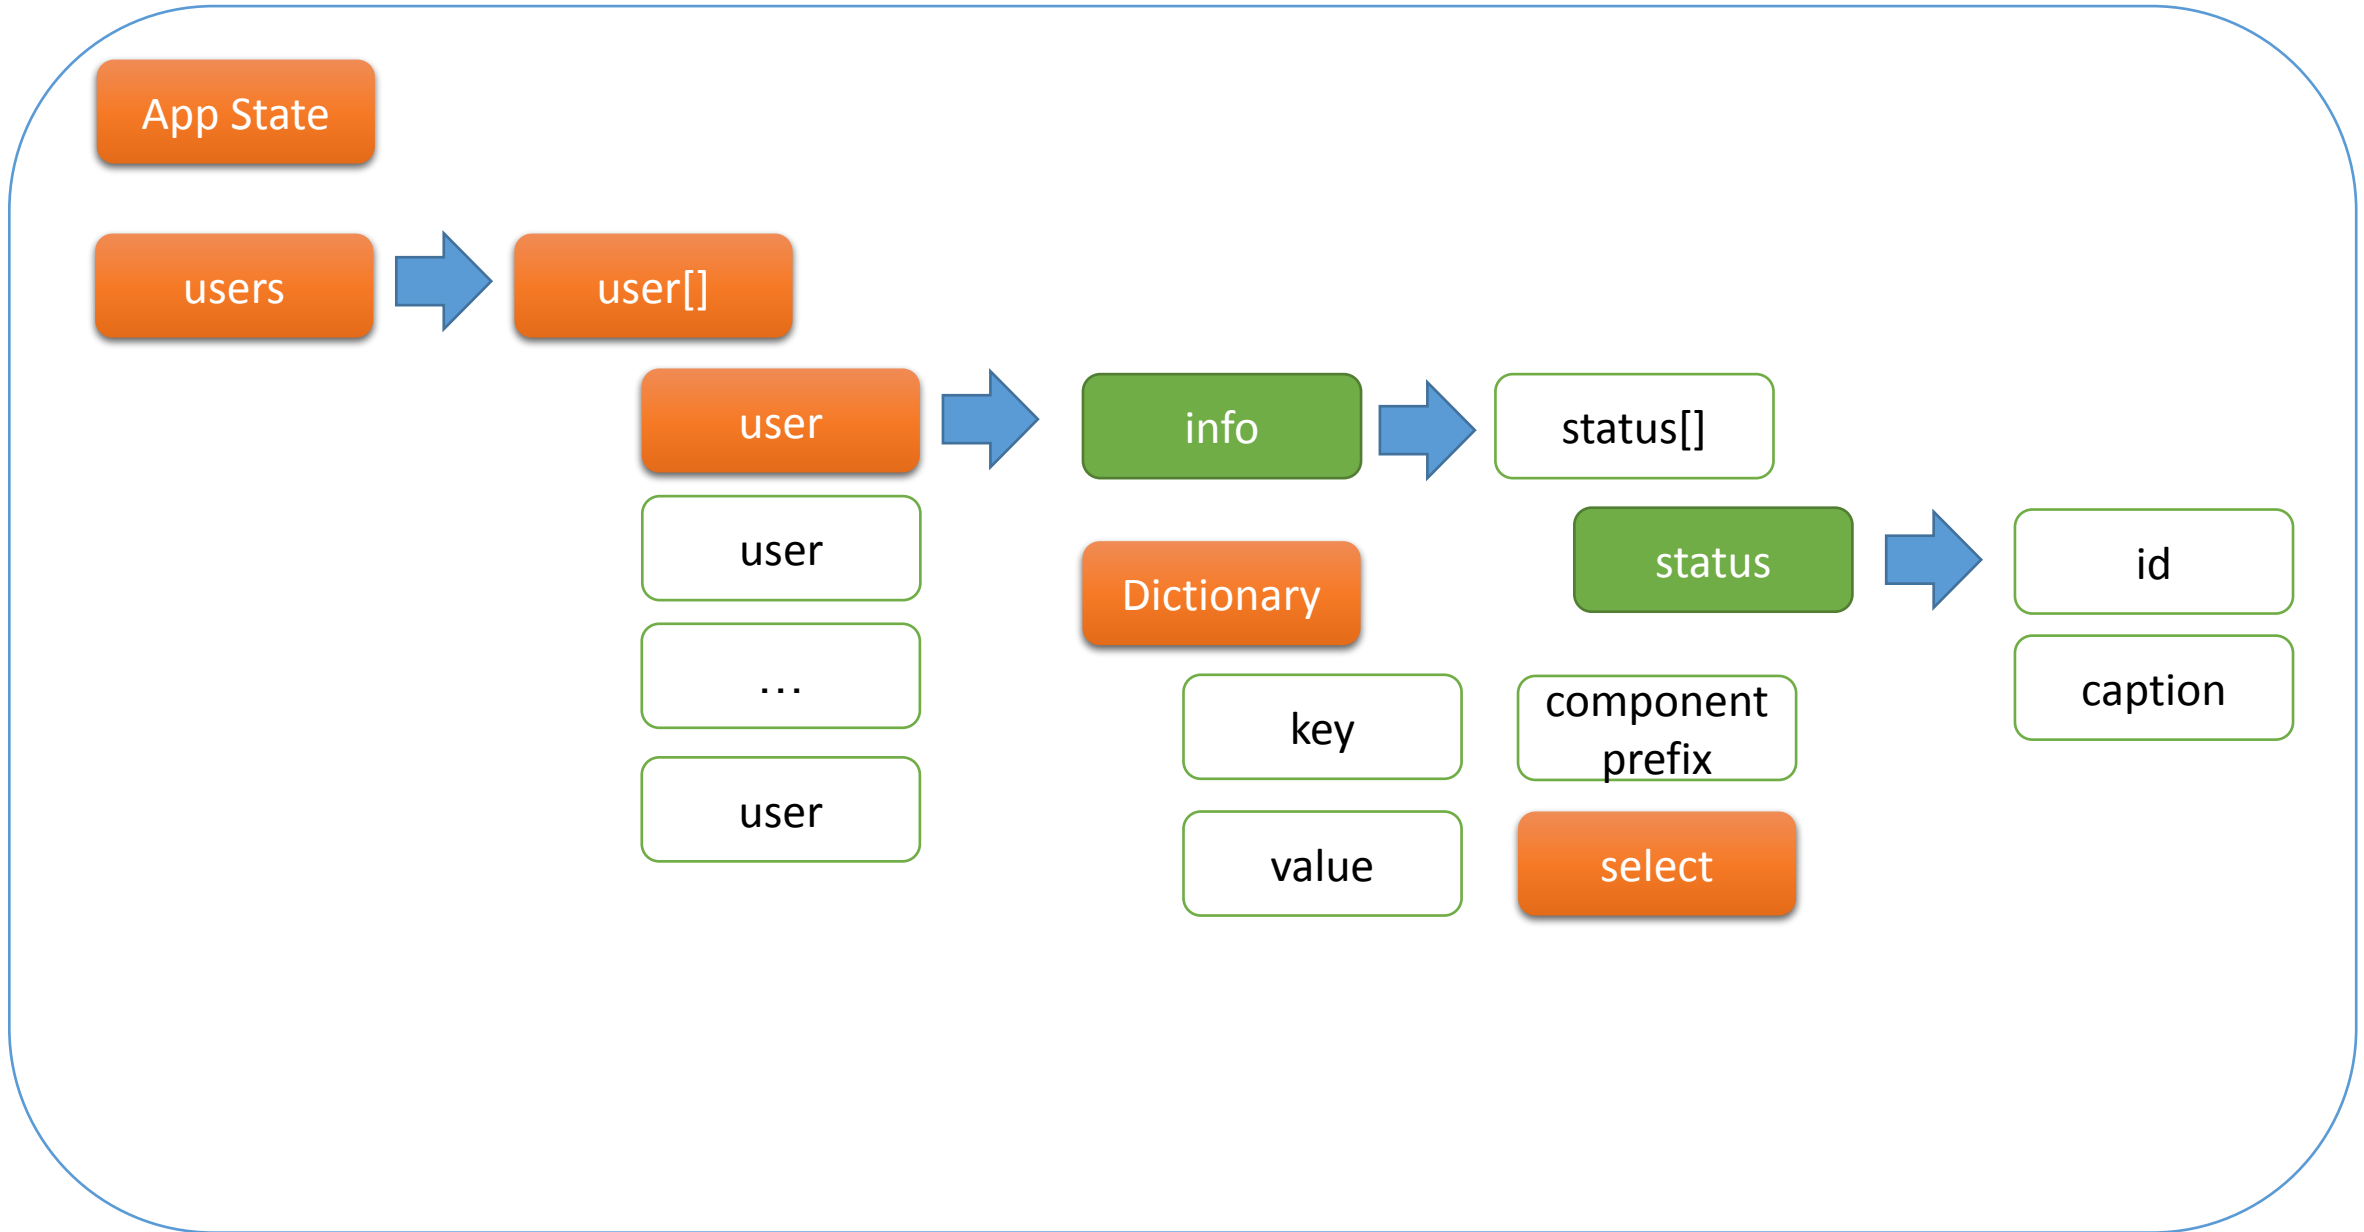 App State
users
user[]
user
info
status[]
user
Dictionary
status
id
…
key
component
prefix
caption
user
value
select